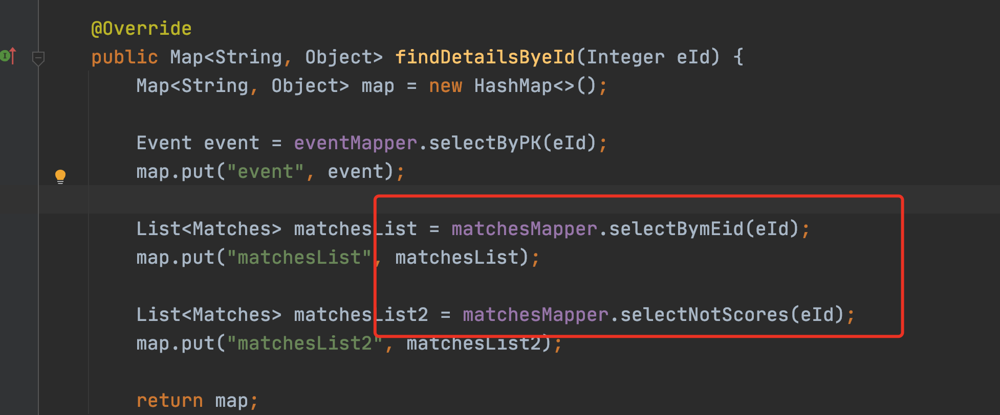 @Override
public Map<String, Object> findDetailsByeId(Integer eId) {
Map<String, Object> map = new HashMap<>();
Event event = eventMapper.selectByPK(eId);
map.put("event", event);
List<Matches> matchesList = matchesMapper.selectBymEid(eId);
map.put("matchesList", matchesList);
List<Matches> matchesList2 = matchesMapper.selectNotScores(eId);
map.put("matchesList2", matchesList2);
return map;